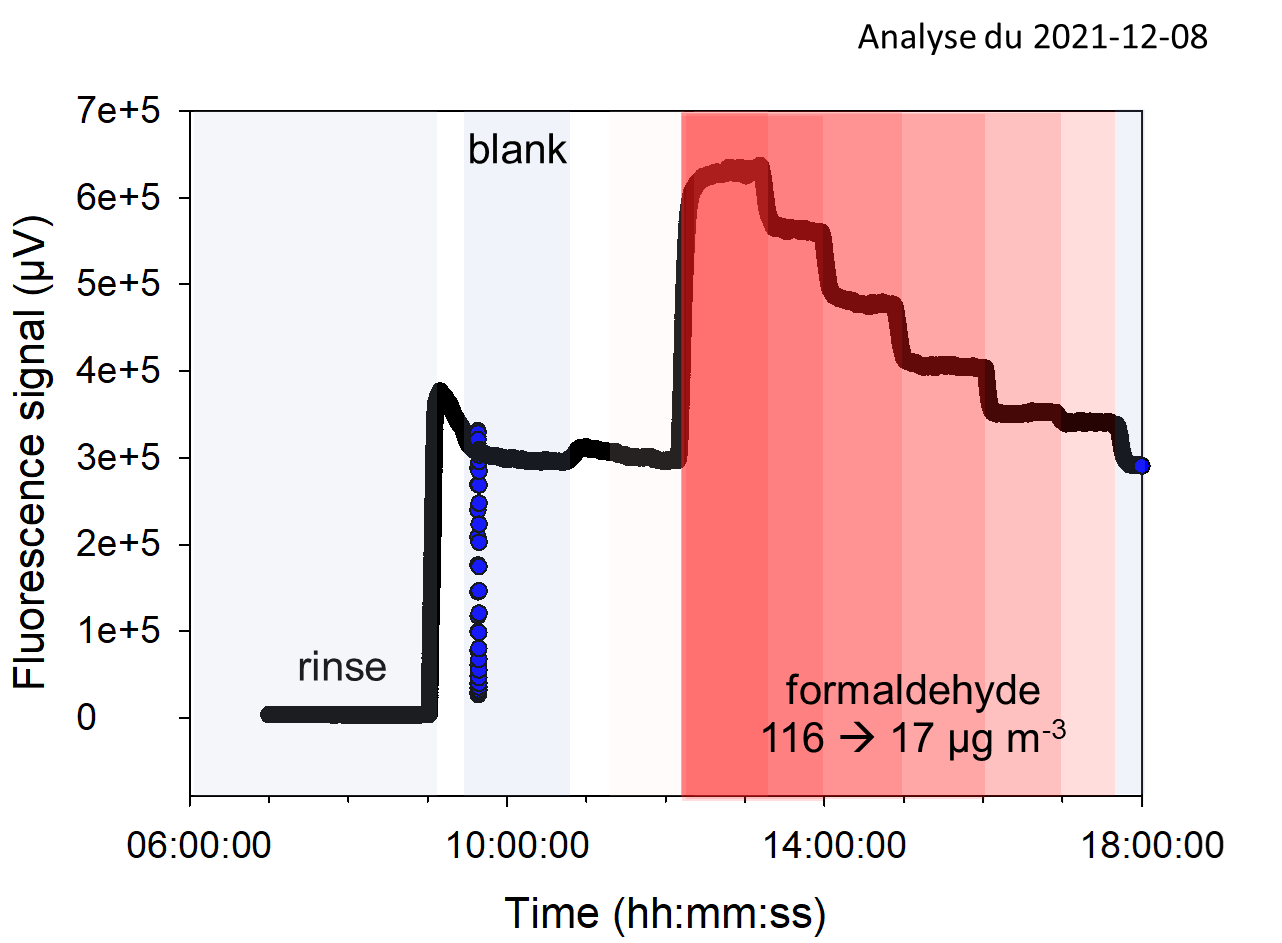 Analyse du 2021-12-08
7e+5
6e+5
5e+5
4e+5
3e+5
2e+5
1e+5
0
Fluorescence signal (µV)
blank
rinse
formaldehyde
116 → 17 µg m-3
06:00:00 10:00:00 14:00:00 18:00:00
Time (hh:mm:ss)